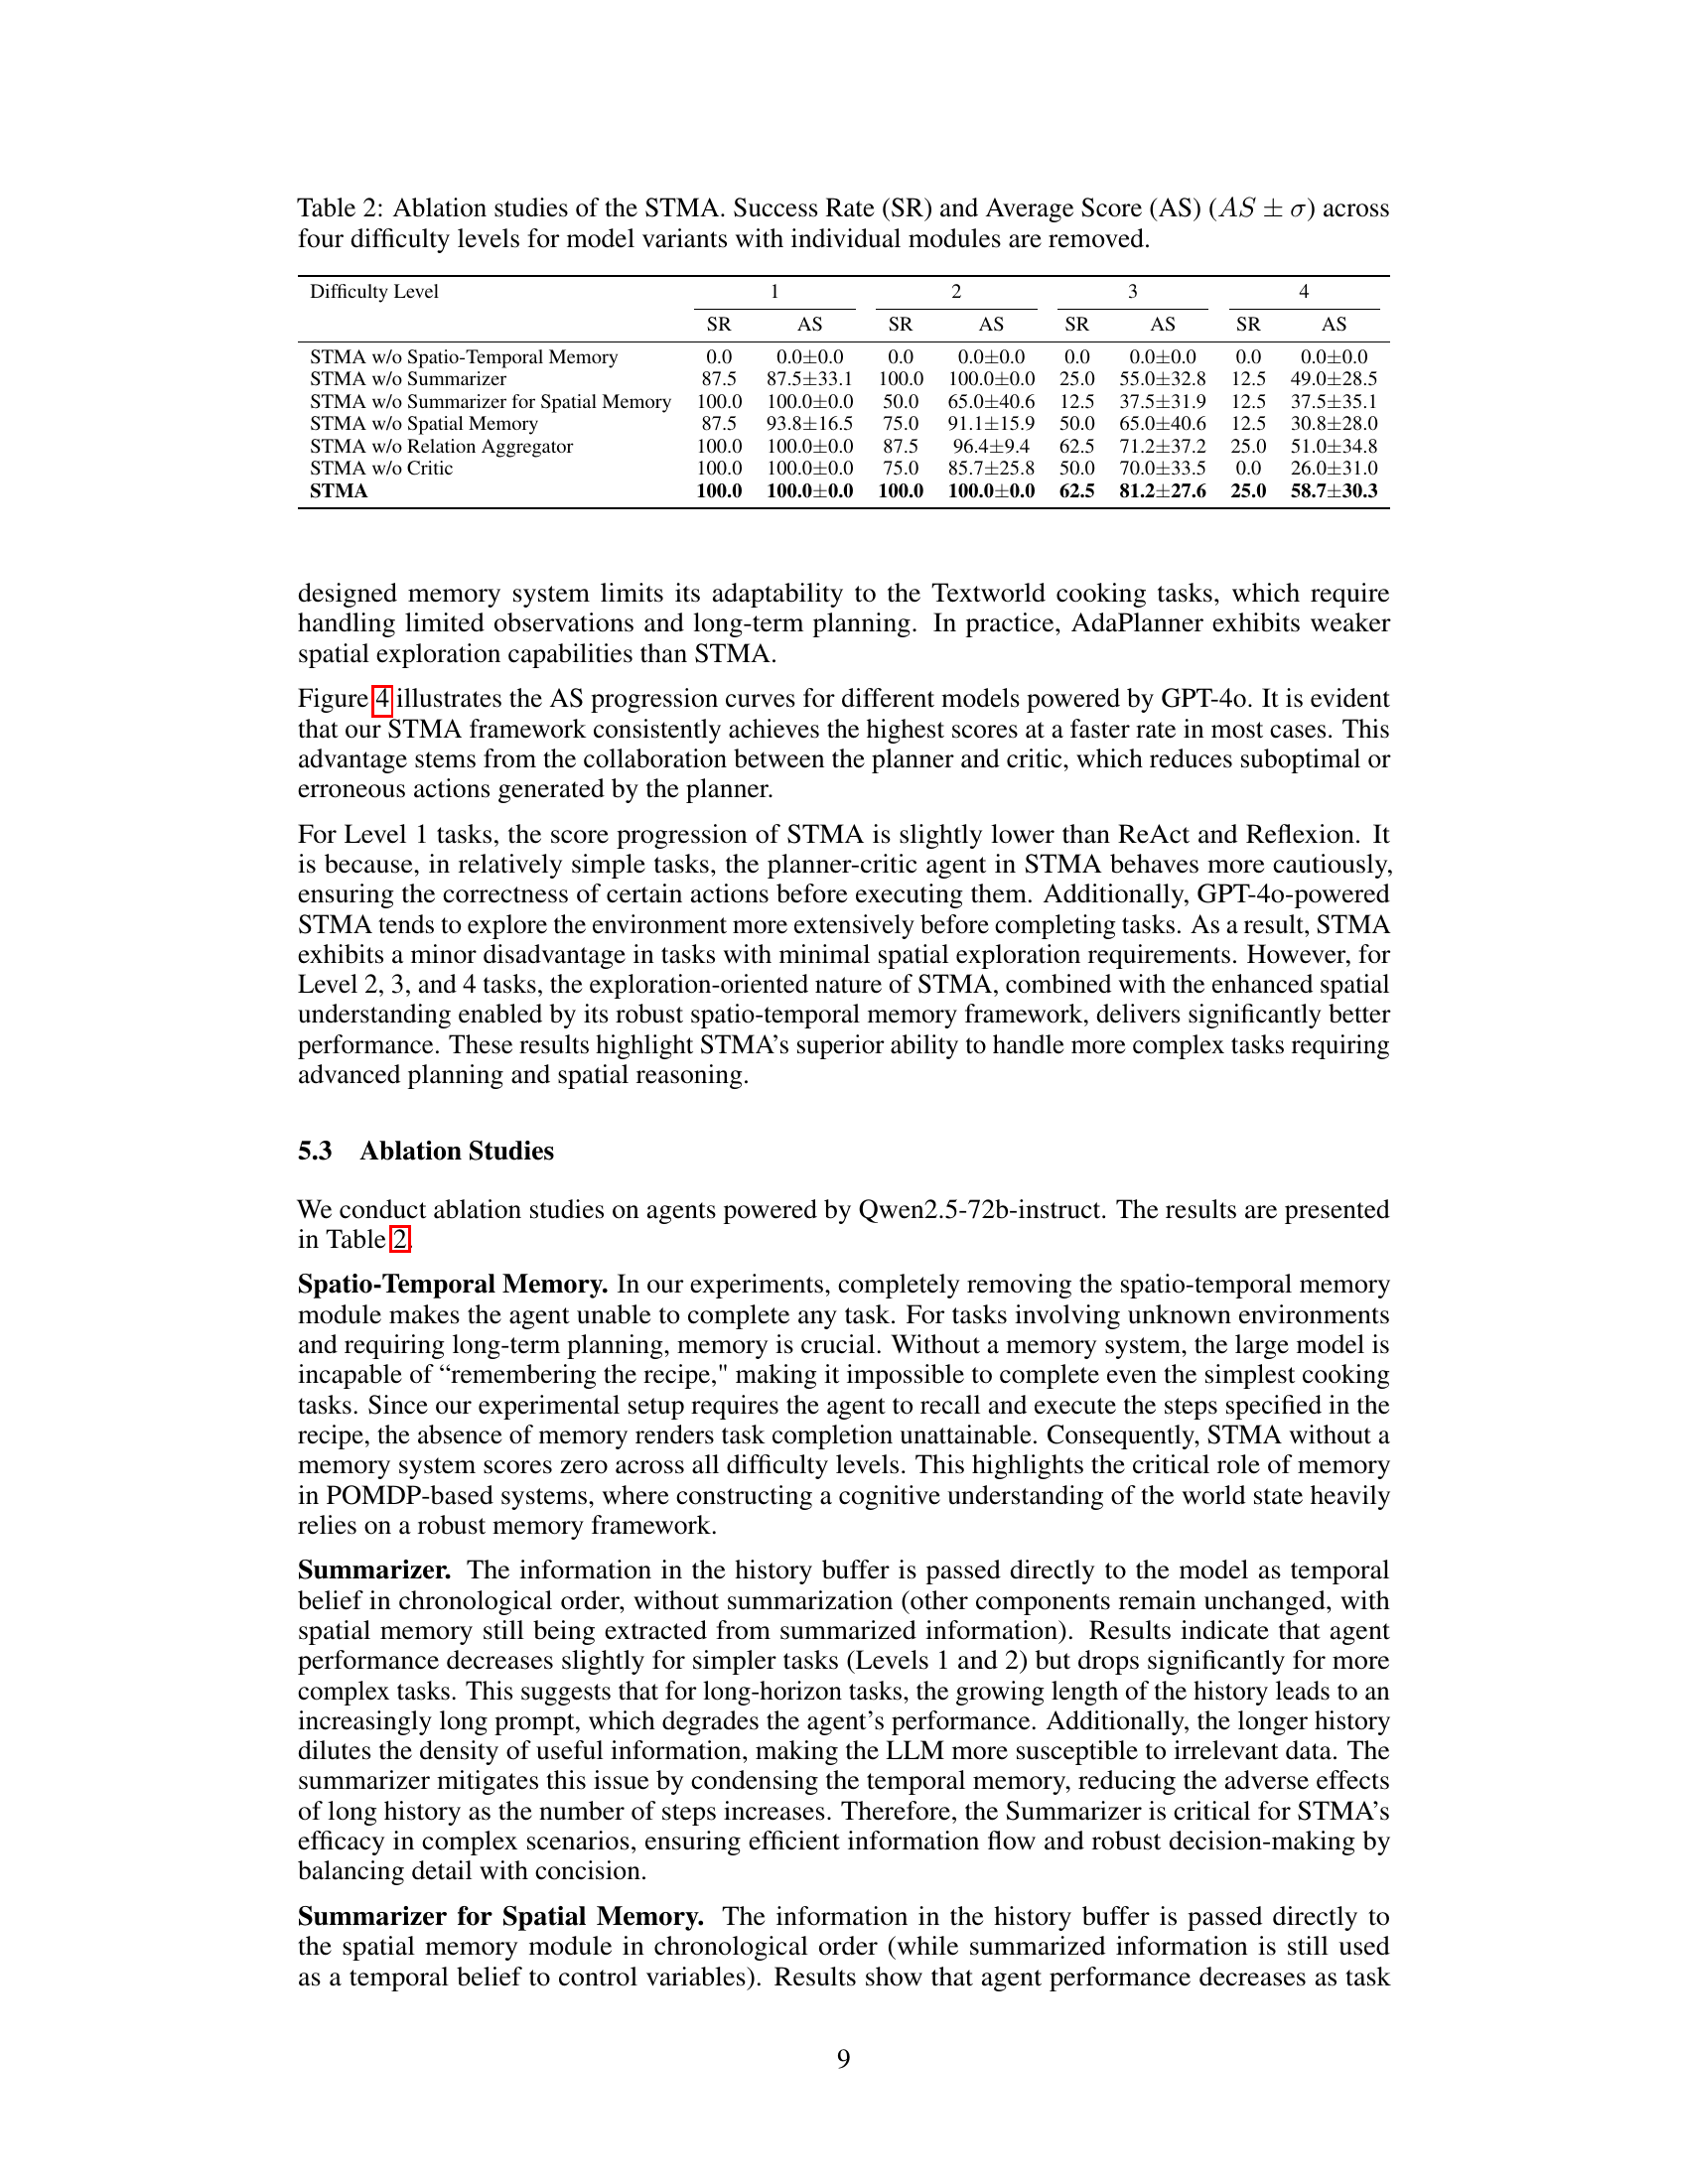 Table 2: Ablation studies of the STMA. Success Rate (SR) and Average Score (AS) (AS ± σ) across
four difficulty levels for model variants with individual modules are removed.
Difficulty Level 1 2 3 4
SR AS SR AS SR AS SR AS
STMA w/o Spatio-Temporal Memory 0.0 0.0±0.0 0.0 0.0±0.0 0.0 0.0±0.0 0.0 0.0±0.0
STMA w/o Summarizer 87.5 87.5±33.1 100.0 100.0±0.0 25.0 55.0±32.8 12.5 49.0±28.5
STMA w/o Summarizer for Spatial Memory 100.0 100.0±0.0 50.0 65.0±40.6 12.5 37.5±31.9 12.5 37.5±35.1
STMA w/o Spatial Memory 87.5 93.8±16.5 75.0 91.1±15.9 50.0 65.0±40.6 12.5 30.8±28.0
STMA w/o Relation Aggregator 100.0 100.0±0.0 87.5 96.4±9.4 62.5 71.2±37.2 25.0 51.0±34.8
STMA w/o Critic 100.0 100.0±0.0 75.0 85.7±25.8 50.0 70.0±33.5 0.0 26.0±31.0
STMA 100.0 100.0±0.0 100.0 100.0±0.0 62.5 81.2±27.6 25.0 58.7±30.3
designed memory system limits its adaptability to the Textworld cooking tasks, which require
handling limited observations and long-term planning. In practice, AdaPlanner exhibits weaker
spatial exploration capabilities than STMA.
Figure 4 illustrates the AS progression curves for different models powered by GPT-4o. It is evident
that our STMA framework consistently achieves the highest scores at a faster rate in most cases. This
advantage stems from the collaboration between the planner and critic, which reduces suboptimal or
erroneous actions generated by the planner.
For Level 1 tasks, the score progression of STMA is slightly lower than ReAct and Reflexion. It
is because, in relatively simple tasks, the planner-critic agent in STMA behaves more cautiously,
ensuring the correctness of certain actions before executing them. Additionally, GPT-4o-powered
STMA tends to explore the environment more extensively before completing tasks. As a result, STMA
exhibits a minor disadvantage in tasks with minimal spatial exploration requirements. However, for
Level 2, 3, and 4 tasks, the exploration-oriented nature of STMA, combined with the enhanced spatial
understanding enabled by its robust spatio-temporal memory framework, delivers significantly better
performance. These results highlight STMA's superior ability to handle more complex tasks requiring
advanced planning and spatial reasoning.
5.3 Ablation Studies
We conduct ablation studies on agents powered by Qwen2.5-72b-instruct. The results are presented
in Table 2.
Spatio-Temporal Memory. In our experiments, completely removing the spatio-temporal memory
module makes the agent unable to complete any task. For tasks involving unknown environments
and requiring long-term planning, memory is crucial. Without a memory system, the large model is
incapable of “remembering the recipe," making it impossible to complete even the simplest cooking
tasks. Since our experimental setup requires the agent to recall and execute the steps specified in the
recipe, the absence of memory renders task completion unattainable. Consequently, STMA without a
memory system scores zero across all difficulty levels. This highlights the critical role of memory
in POMDP-based systems, where constructing a cognitive understanding of the world state heavily
relies on a robust memory framework.
Summarizer. The information in the history buffer is passed directly to the model as temporal
belief in chronological order, without summarization (other components remain unchanged, with
spatial memory still being extracted from summarized information). Results indicate that agent
performance decreases slightly for simpler tasks (Levels 1 and 2) but drops significantly for more
complex tasks. This suggests that for long-horizon tasks, the growing length of the history leads to an
increasingly long prompt, which degrades the agent's performance. Additionally, the longer history
dilutes the density of useful information, making the LLM more susceptible to irrelevant data. The
summarizer mitigates this issue by condensing the temporal memory, reducing the adverse effects
of long history as the number of steps increases. Therefore, the Summarizer is critical for STMA's
efficacy in complex scenarios, ensuring efficient information flow and robust decision-making by
balancing detail with concision.
Summarizer for Spatial Memory. The information in the history buffer is passed directly to
the spatial memory module in chronological order (while summarized information is still used
as a temporal belief to control variables). Results show that agent performance decreases as task
9